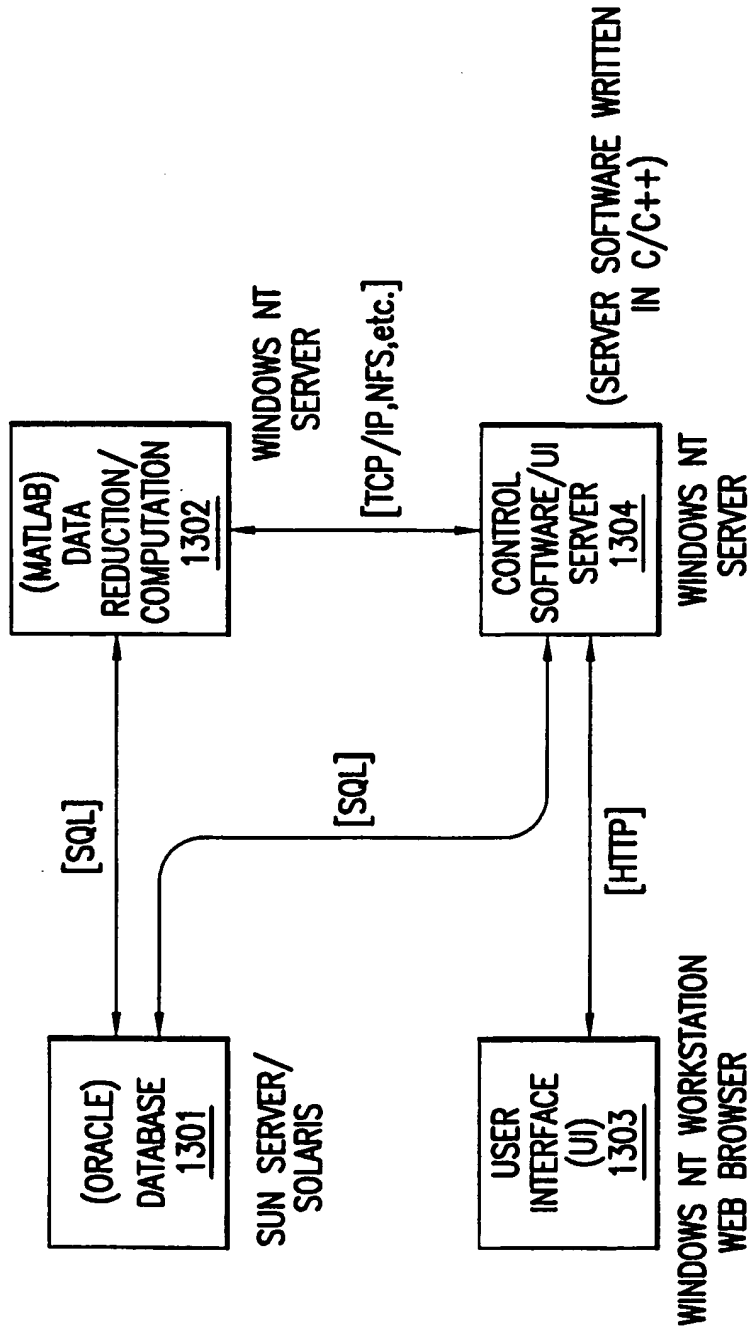 (ORACLE)
DATABASE
1301
SUN SERVER/
SOLARIS
[SQL]
(MATLAB)
DATA
REDUCTION/
COMPUTATION
1302
WINDOWS NT
SERVER
[SQL]
[TCP/IP,NFS,etc.]
USER
INTERFACE
(UI)
1303
WINDOWS NT WORKSTATION
WEB BROWSER
[HTTP]
CONTROL
SOFTWARE/UI
SERVER
1304
WINDOWS NT
SERVER
(SERVER SOFTWARE WRITTEN
IN C/C++)